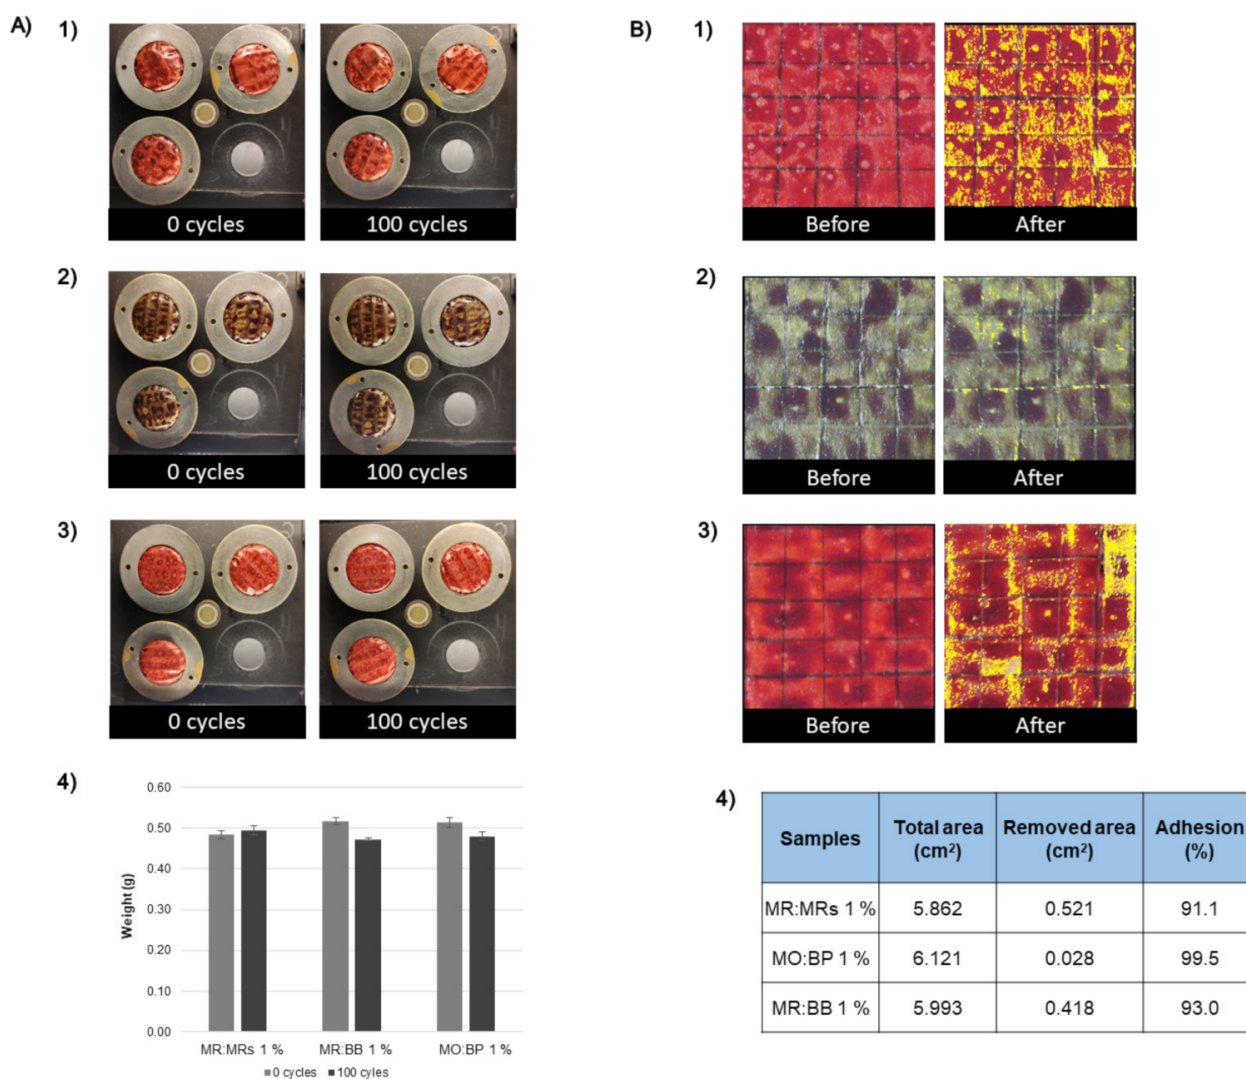 A)
1)
0 cycles
100 cycles
2)
0 cycles
100 cycles
3)
0 cycles
100 cycles
4)
0.60
0.50
0.40
0.30
0.20
0.10
0.00
Weight (g)
MR:MRs 1 %
MR:BB 1 %
MO:BP 1 %
0 cycles
100 cyles
B)
1)
Before
After
2)
Before
After
3)
Before
After
4)
Samples
Total area (cm²)
Removed area (cm²)
Adhesion (%)
MR:MRs 1 % 5.862 0.521 91.1
MO:BP 1 % 6.121 0.028 99.5
MR:BB 1 % 5.993 0.418 93.0